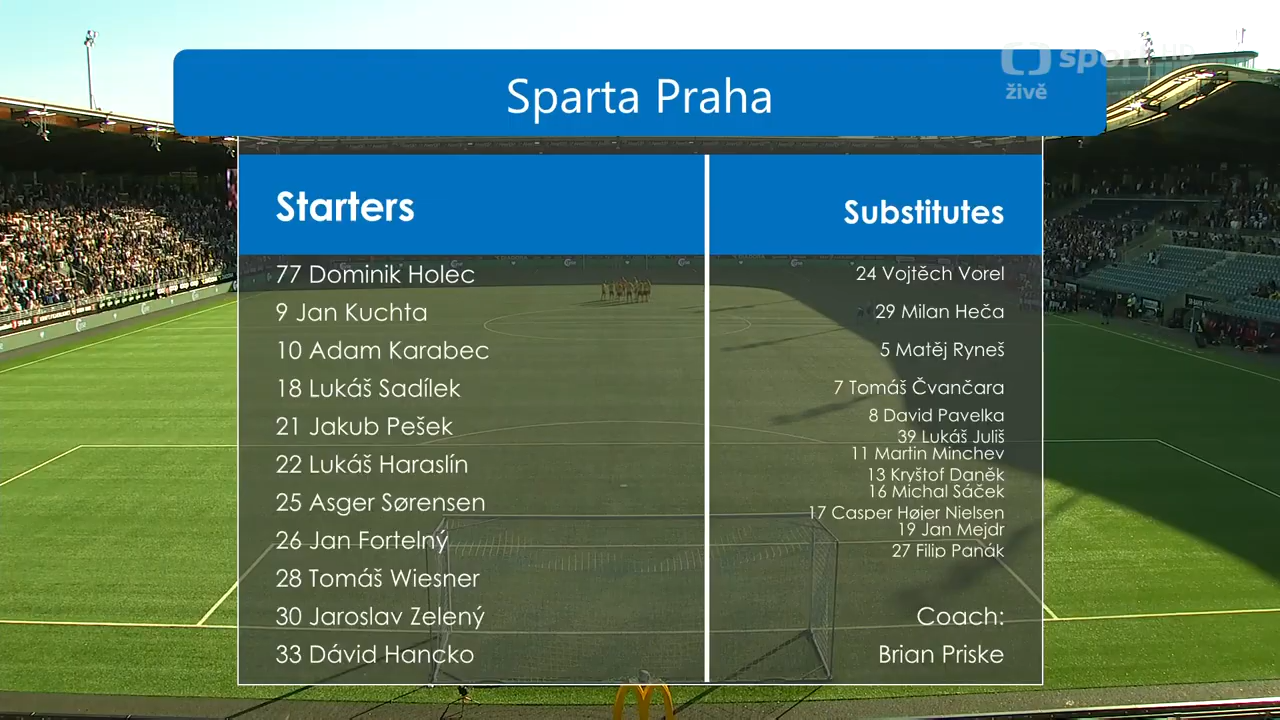 Sparta Praha
sport HD
živě
Starters
77 Dominik Holec
9 Jan Kuchta
10 Adam Karabec
18 Lukáš Sadílek
21 Jakub Pešek
22 Lukáš Haraslín
25 Asger Sørensen
26 Jan Fortelný
28 Tomáš Wiesner
30 Jaroslav Zelený
33 Dávid Hancko
Substitutes
24 Vojtěch Vorel
29 Milan Heča
5 Matěj Ryneš
7 Tomáš Čvančara
8 David Pavelka
39 Lukáš Juliš
11 Martin Minchev
13 Kryštof Daněk
16 Michal Sáček
17 Casper Højer Nielsen
19 Jan Mejdr
27 Filip Panák
Coach:
Brian Priske